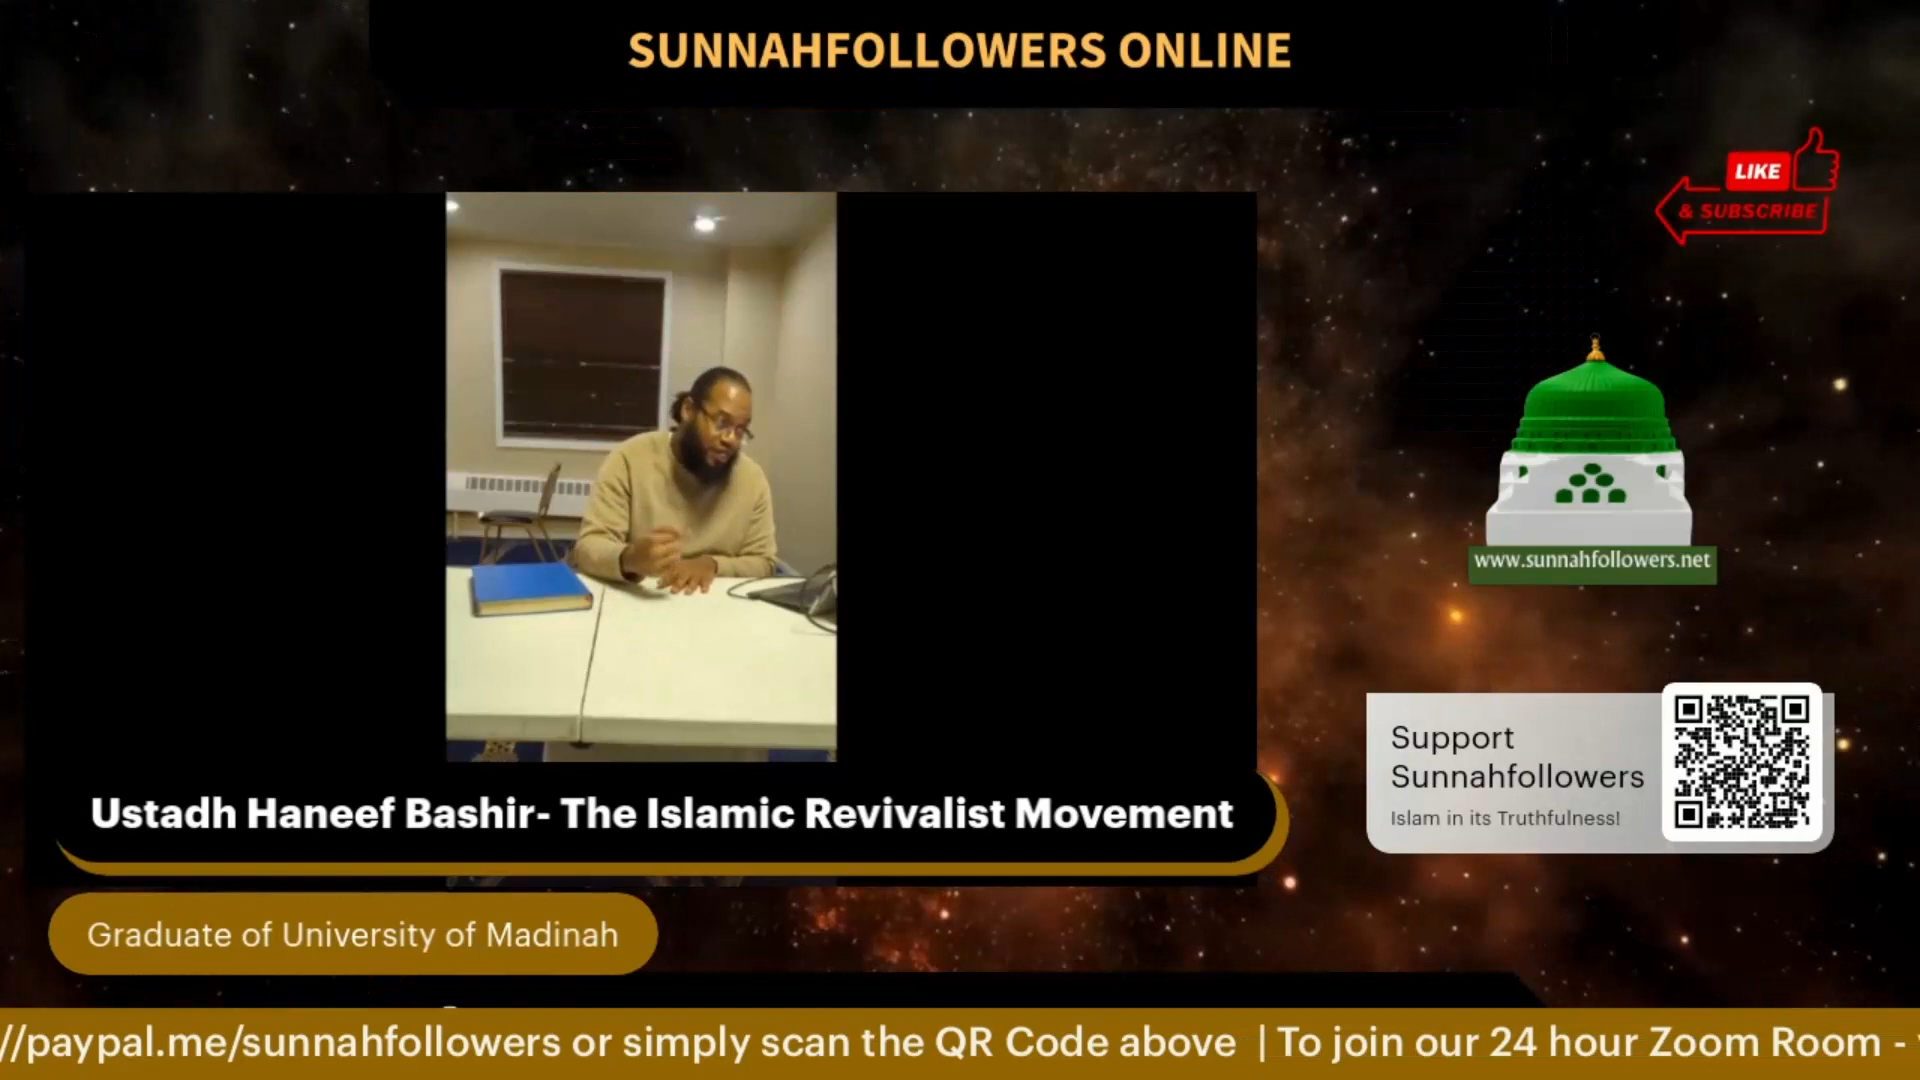 SUNNAHFOLLOWERS ONLINE
LIKE
& SUBSCRIBE
www.sunnahfollowers.net
Support
Sunnahfollowers
Islam in its Truthfulness!
Ustadh Haneef Bashir- The Islamic Revivalist Movement
Graduate of University of Madinah
//paypal.me/sunnahfollowers or simply scan the QR Code above | To join our 24 hour Zoom Room -